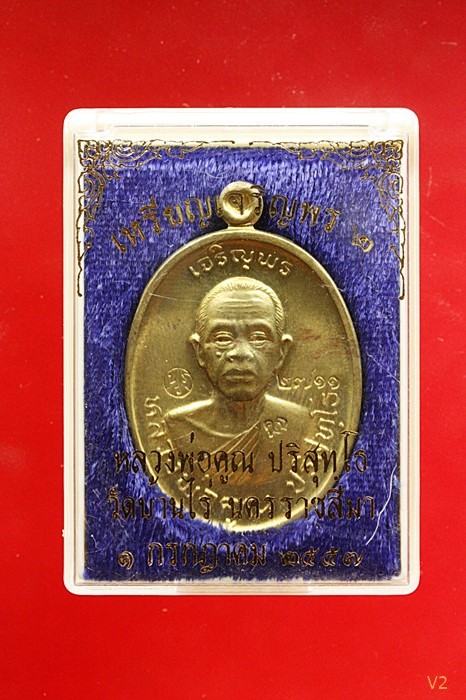 เหรียญเจริญพร ๒
เจริญพร
๒๗๑๑
คูณ
หลวงพ่อคูณ ปริสุทฺโธ
วัดบ้านไร่ นครราชสีมา
๑ กรกฎาคม ๒๕๕๗
V2